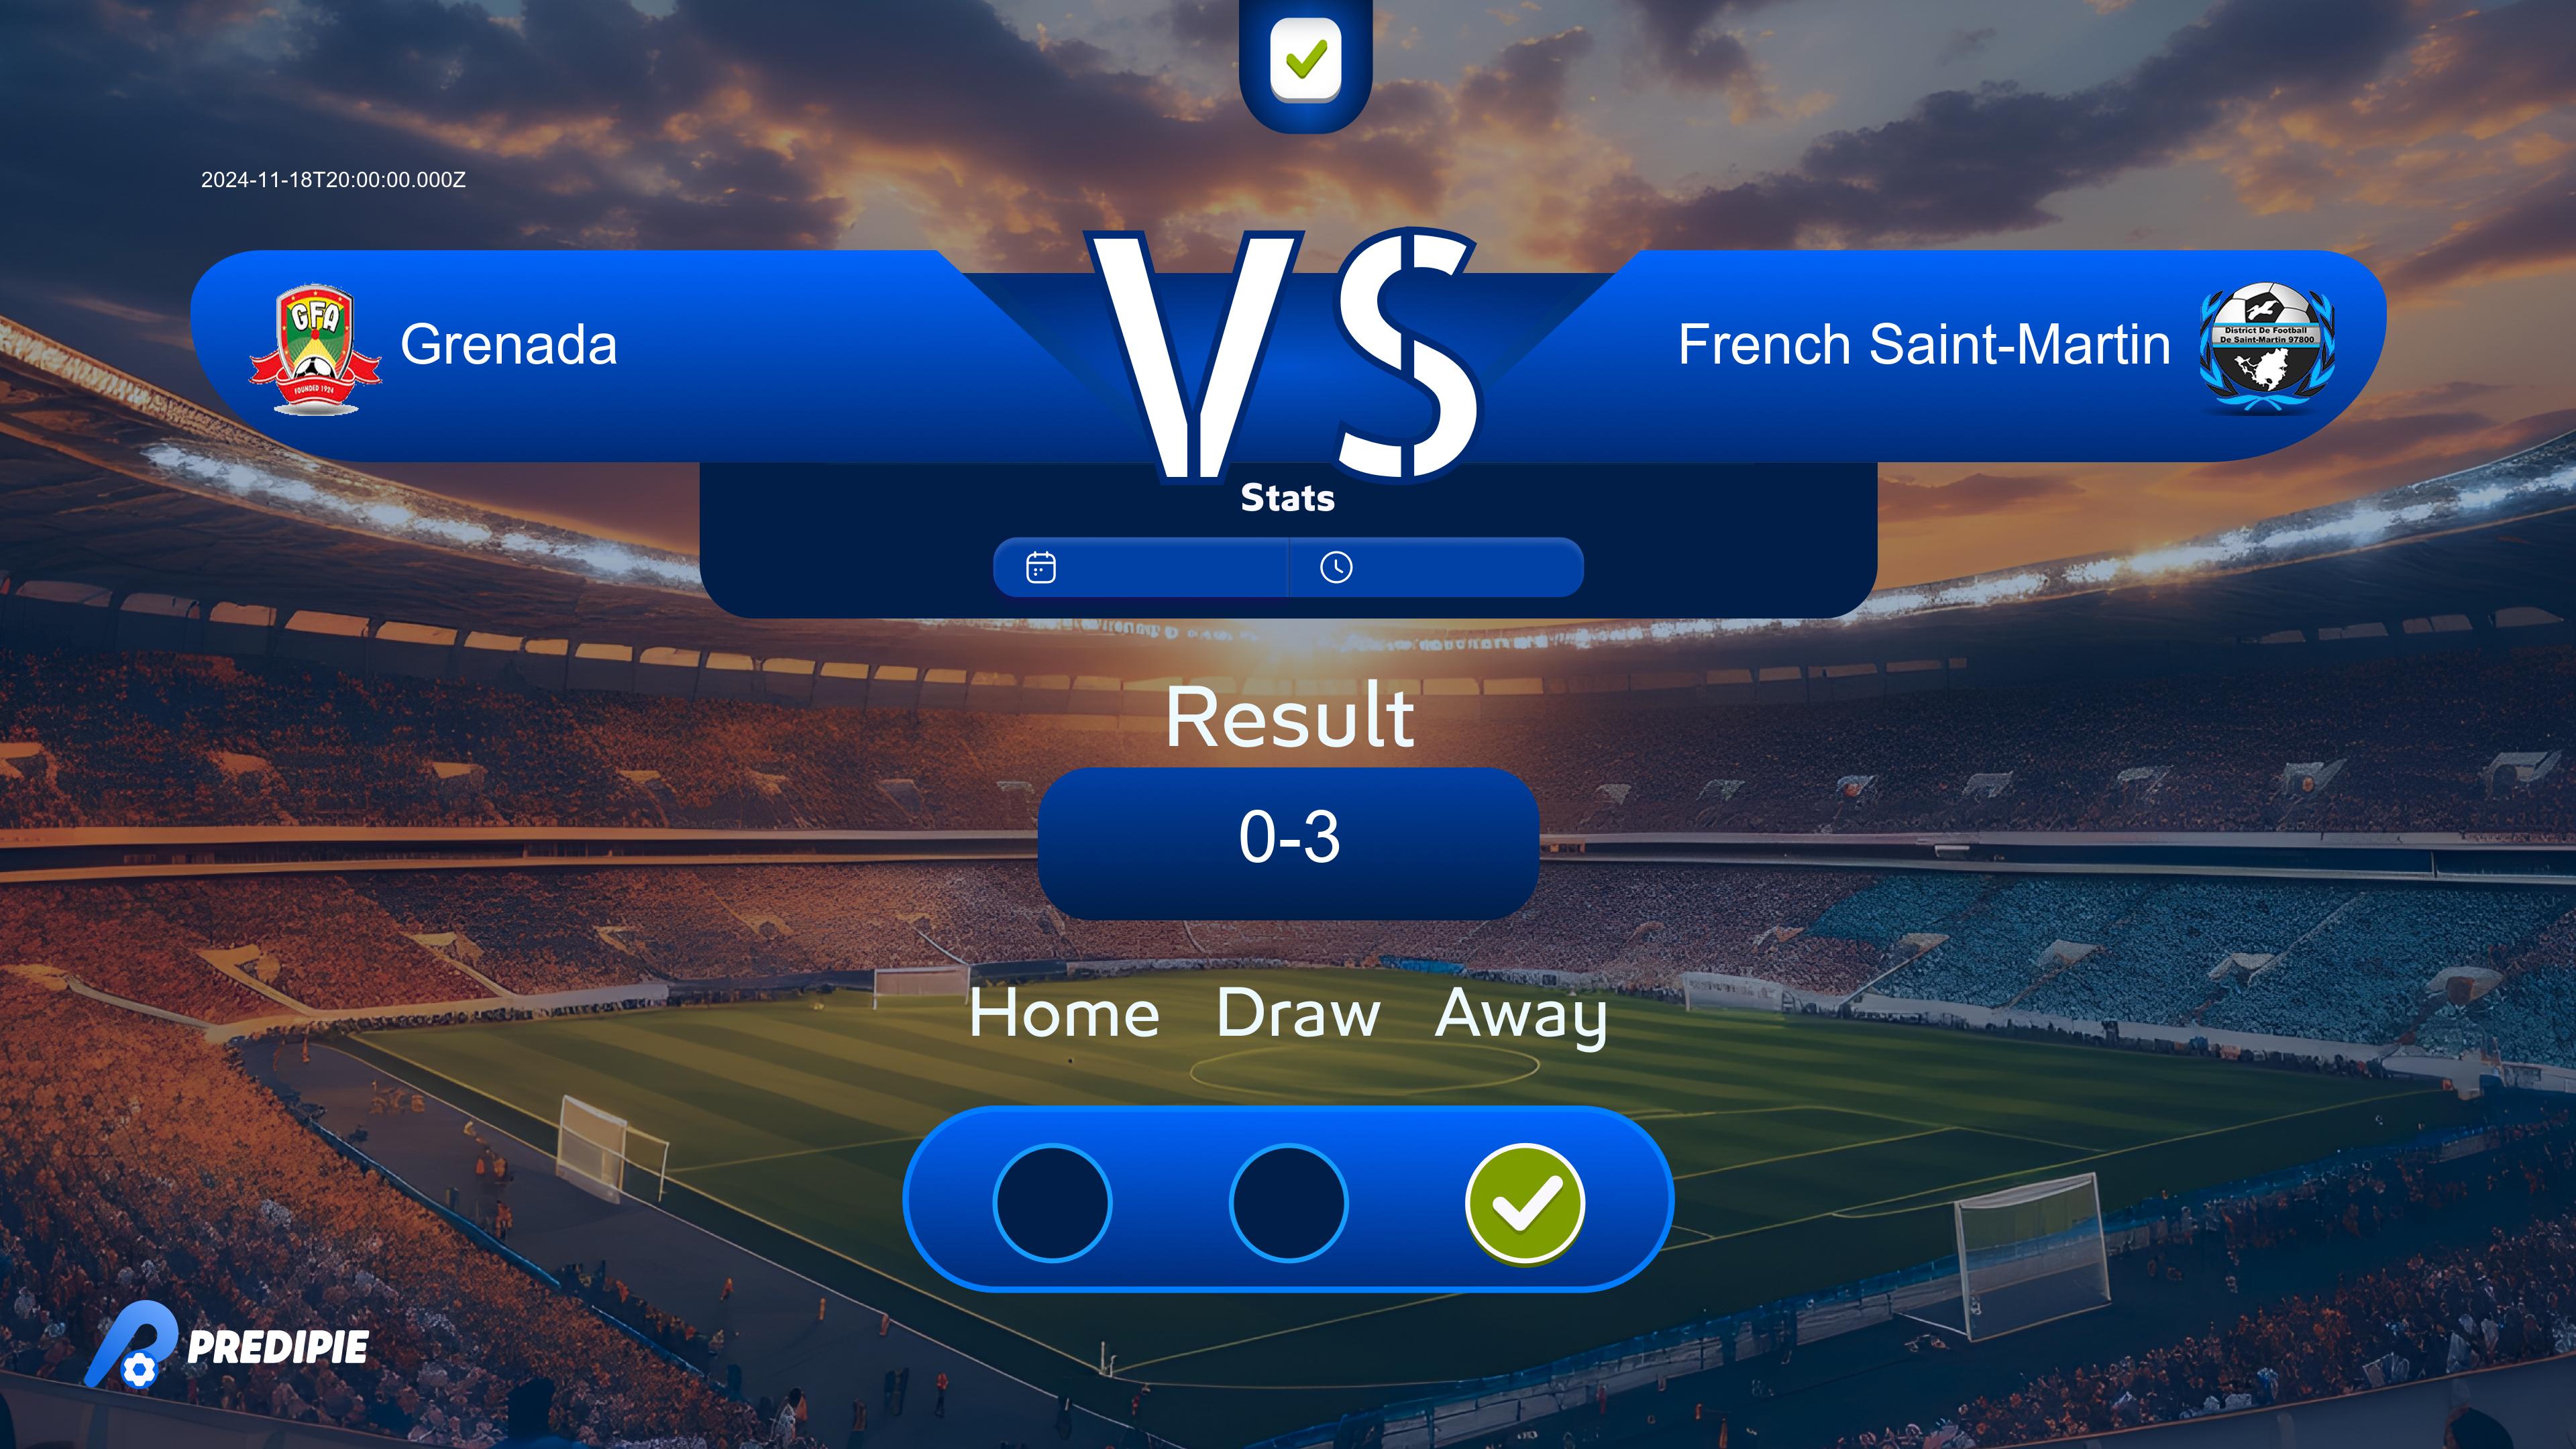 2024-11-18T20:00:00.000Z
VS
GFA
FOUNDED 1924
Grenada
French Saint-Martin
District De Football
De Saint-Martin 97800
Stats
Result
0-3
Home Draw Away
PREDIPIE